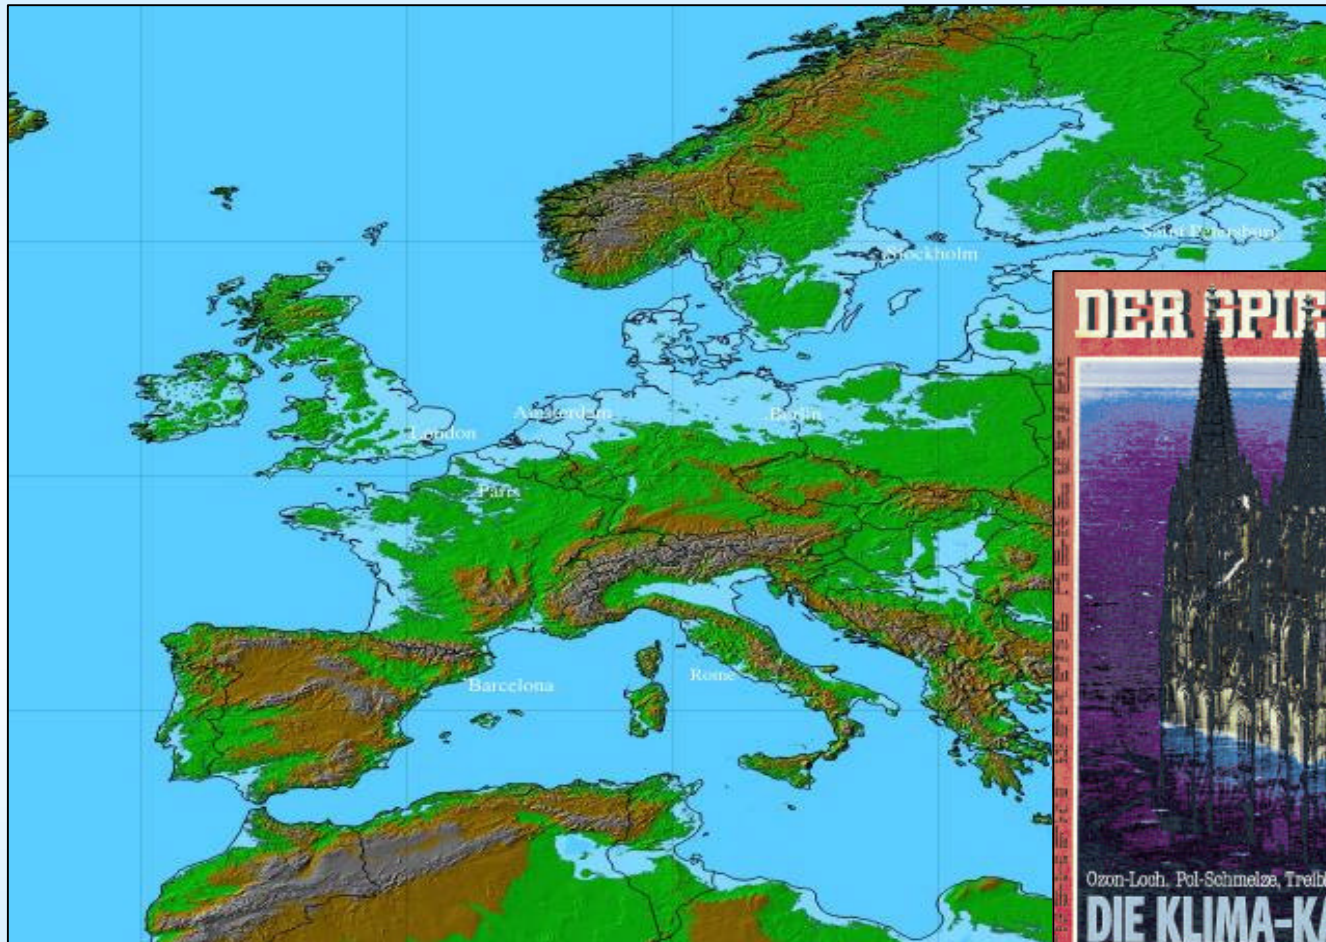 Stockholm
Saint Petersburg
Amsterdam
Berlin
London
Paris
Barcelona
Rome
DER SPIE
Ozon-Loch, Pol-Schmelze, Treib
DIE KLIMA-KA